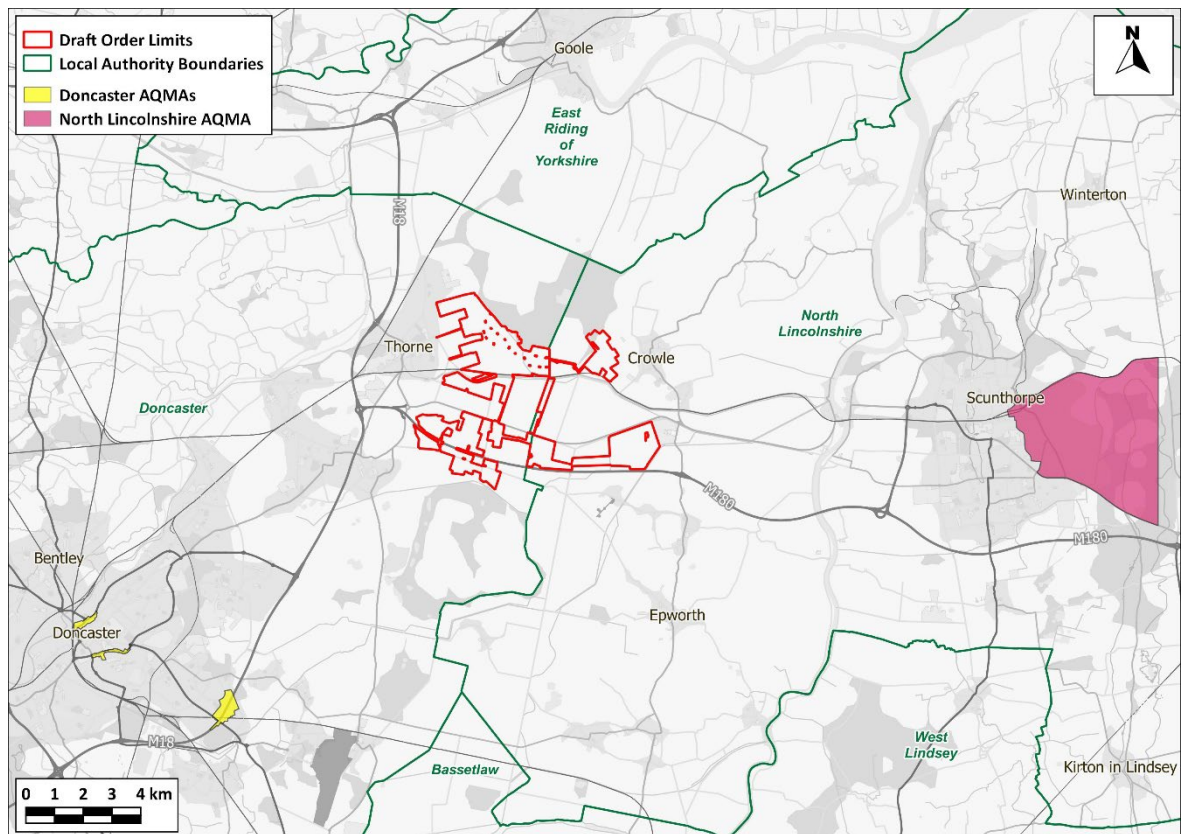 Draft Order Limits
Local Authority Boundaries
Doncaster AQMAs
North Lincolnshire AQMA
N
Goole
East
Riding
of
Yorkshire
M18
Winterton
Thorne
Crowle
North
Lincolnshire
Doncaster
Scunthorpe
M180
M180
Bentley
Doncaster
Epworth
M18
Bassetlaw
West
Lindsey
Kirton in Lindsey
0 1 2 3 4 km